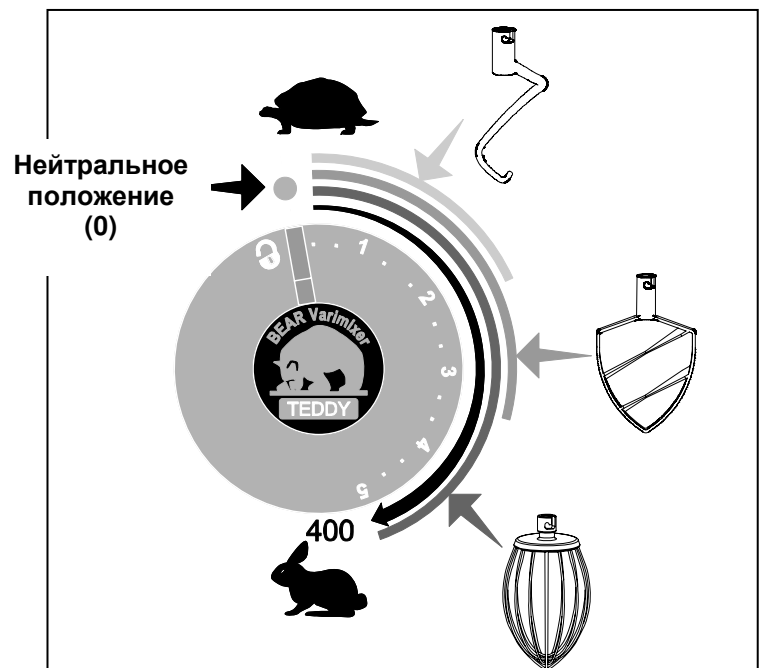 Нейтральное
положение
(0)
1
2
3
4
5
BEAR Varimixer
TEDDY
400